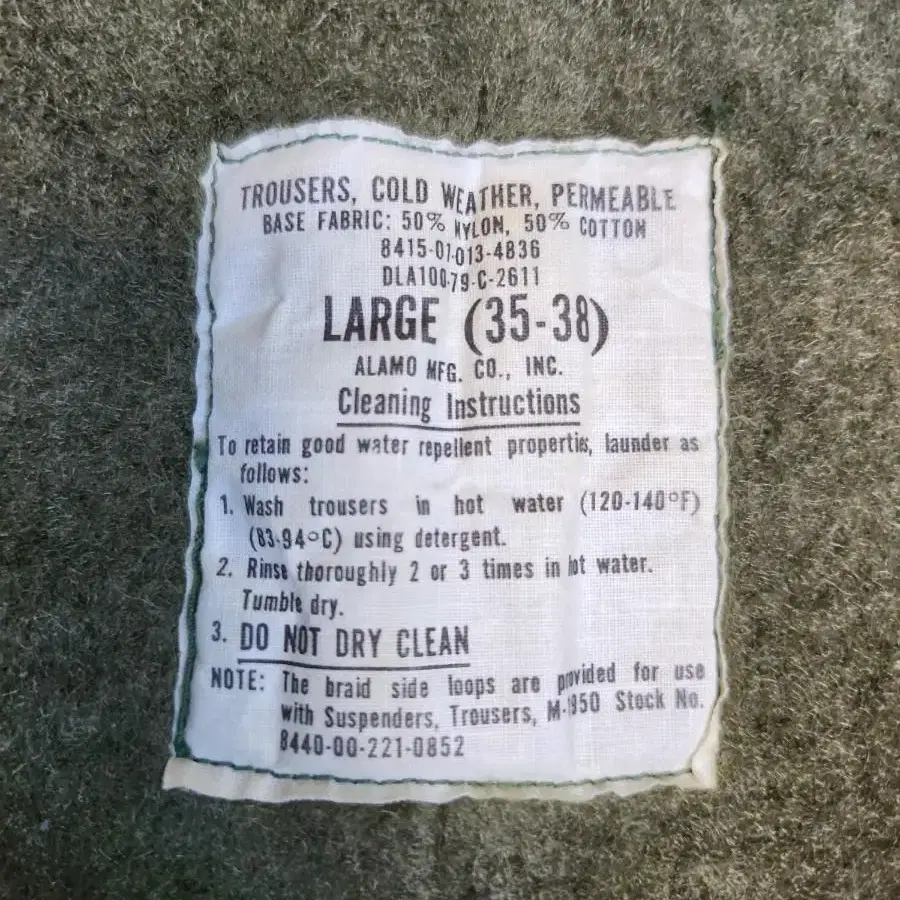 TROUSERS, COLD WEATHER, PERMEABLE
BASE FABRIC: 50% NYLON, 50% COTTON
8415-01-013-4836
DLA100-79-C-2611
LARGE (35-38)
ALAMO MFG. CO., INC.
Cleaning Instructions
To retain good water repellent properties, launder as
follows:
1. Wash trousers in hot water (120-140°F)
(83-94°C) using detergent.
2. Rinse thoroughly 2 or 3 times in hot water.
Tumble dry.
3. DO NOT DRY CLEAN
NOTE: The braid side loops are provided for use
with Suspenders, Trousers, M-1950 Stock No.
8440-00-221-0852